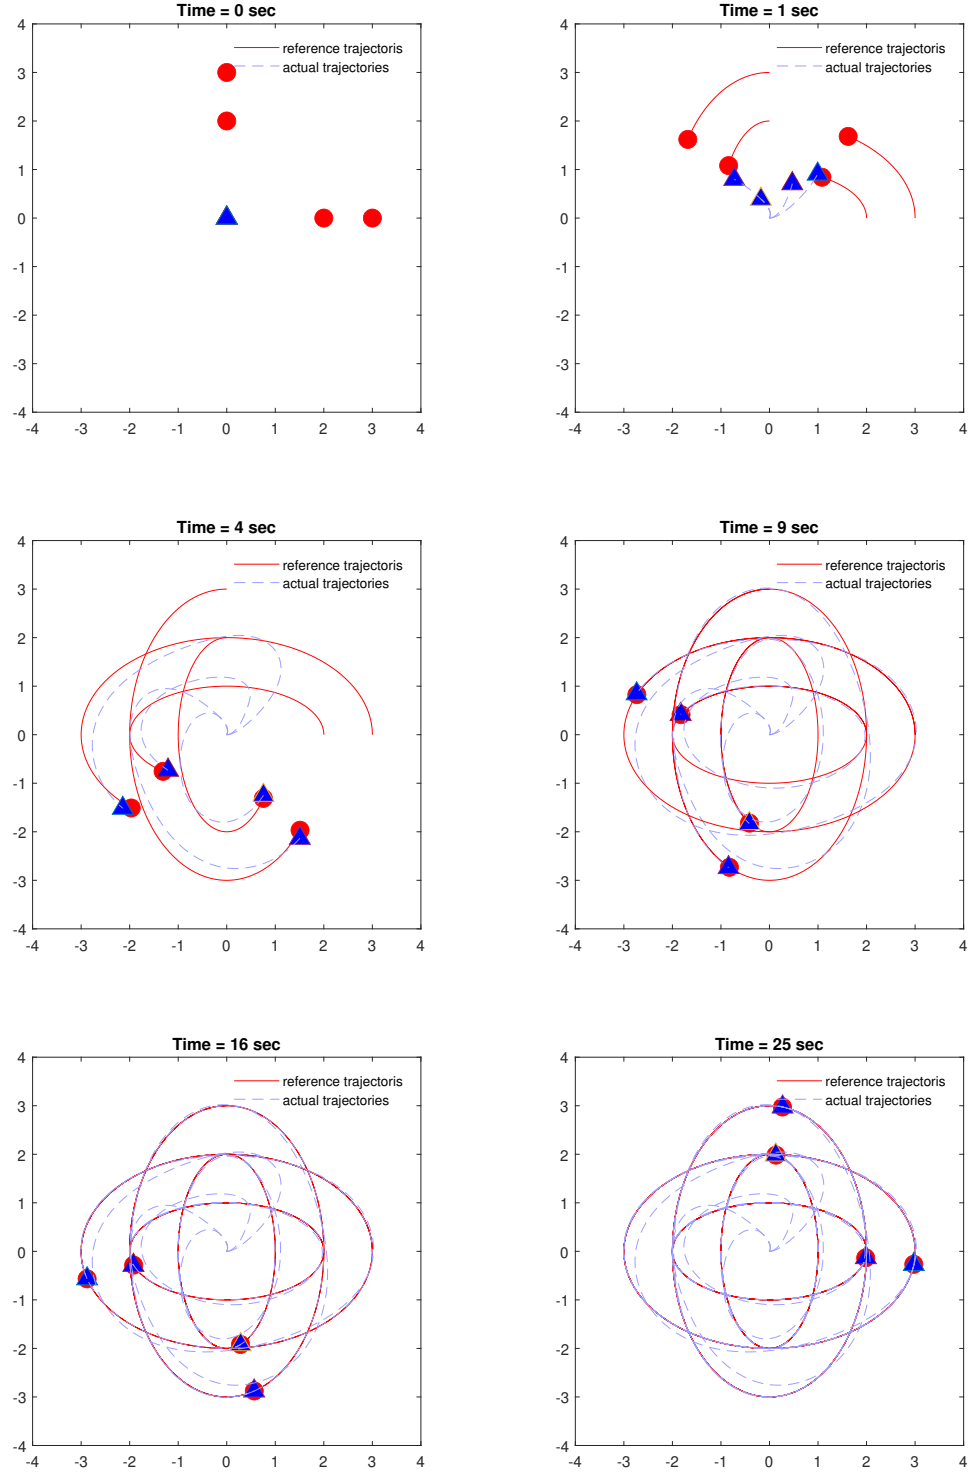 Time = 0 sec
reference trajectoris
actual trajectories
4
3
2
1
0
-1
-2
-3
-4
-4 -3 -2 -1 0 1 2 3 4
Time = 1 sec
reference trajectoris
actual trajectories
4
3
2
1
0
-1
-2
-3
-4
-4 -3 -2 -1 0 1 2 3 4
Time = 4 sec
reference trajectoris
actual trajectories
4
3
2
1
0
-1
-2
-3
-4
-4 -3 -2 -1 0 1 2 3 4
Time = 9 sec
reference trajectoris
actual trajectories
4
3
2
1
0
-1
-2
-3
-4
-4 -3 -2 -1 0 1 2 3 4
Time = 16 sec
reference trajectoris
actual trajectories
4
3
2
1
0
-1
-2
-3
-4
-4 -3 -2 -1 0 1 2 3 4
Time = 25 sec
reference trajectoris
actual trajectories
4
3
2
1
0
-1
-2
-3
-4
-4 -3 -2 -1 0 1 2 3 4